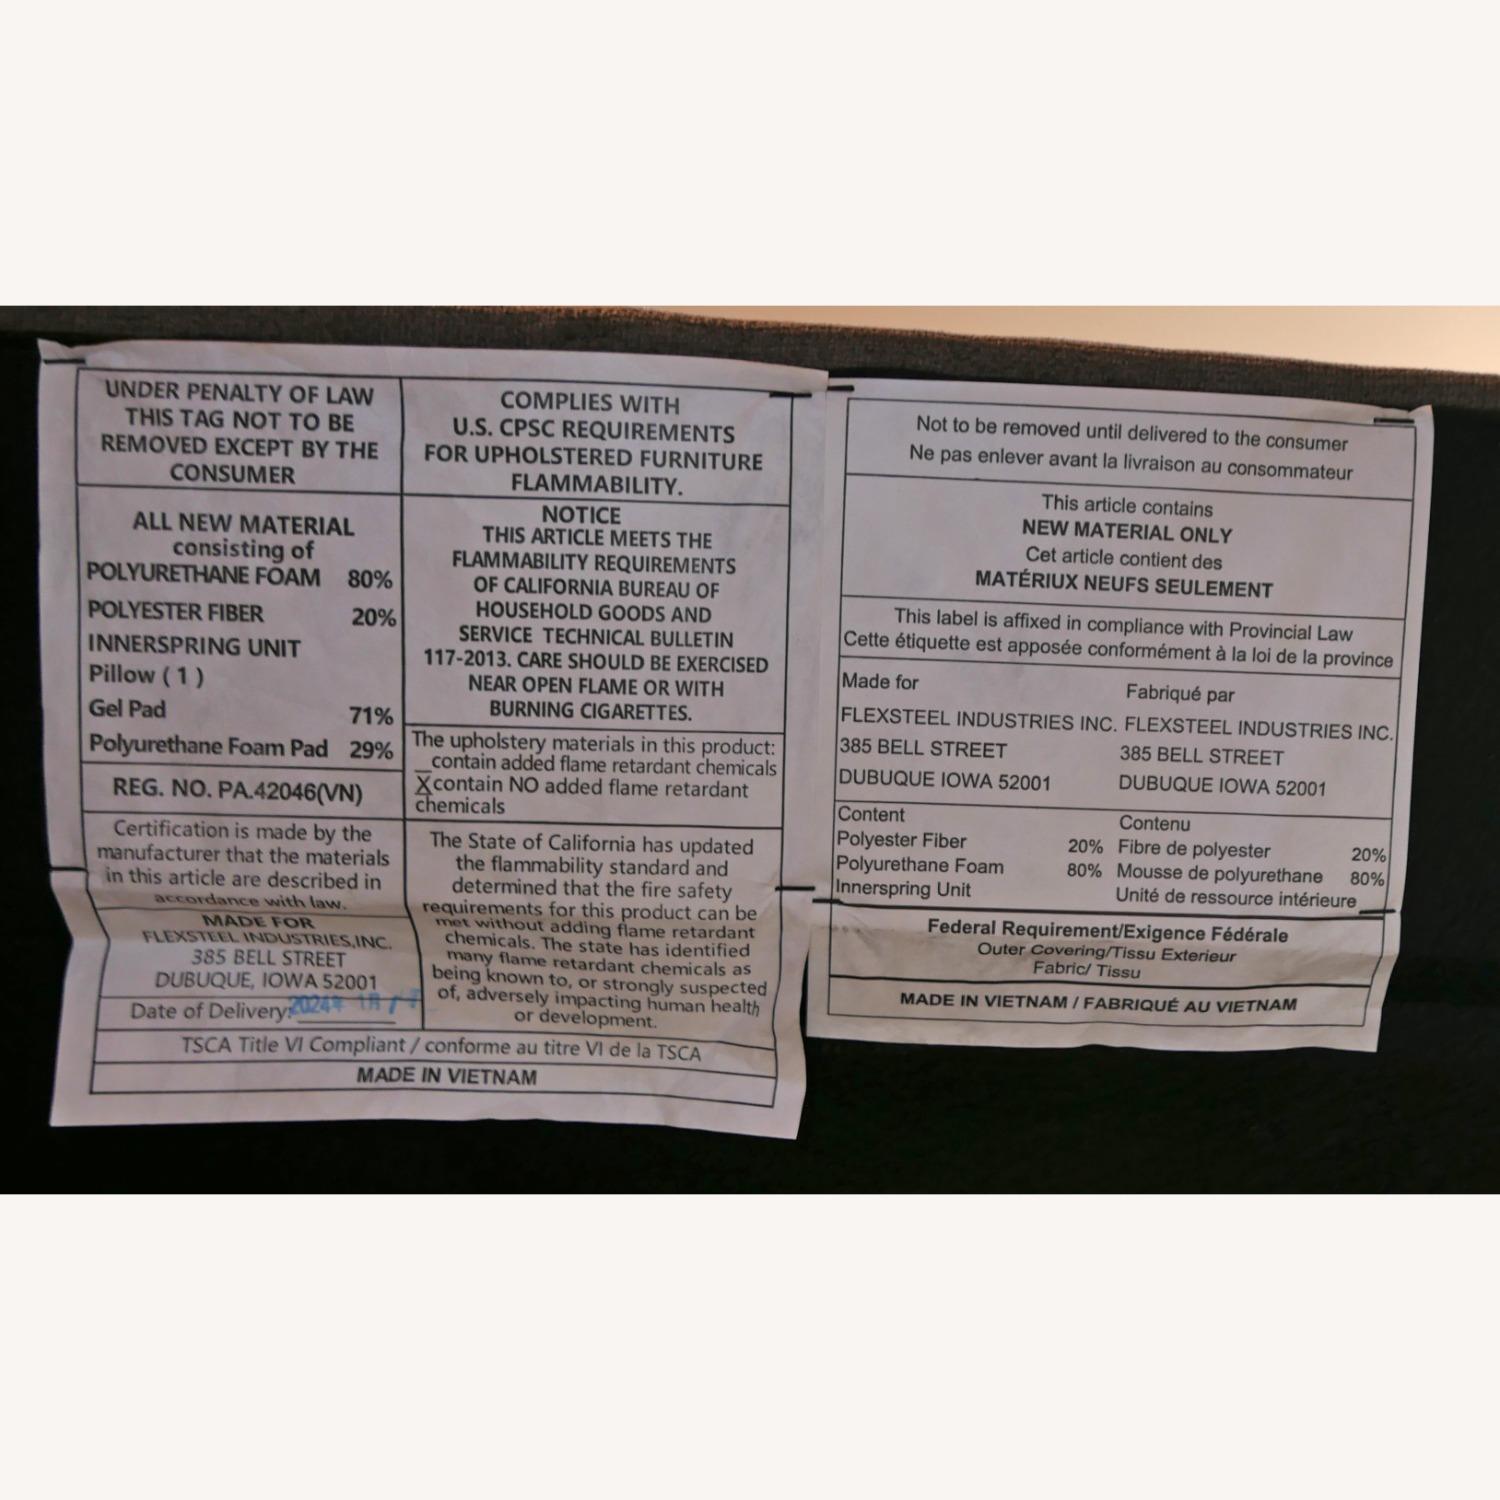 UNDER PENALTY OF LAW
THIS TAG NOT TO BE
REMOVED EXCEPT BY THE
CONSUMER
ALL NEW MATERIAL
consisting of
POLYURETHANE FOAM 80%
POLYESTER FIBER 20%
INNERSPRING UNIT
Pillow ( 1 )
Gel Pad 71%
Polyurethane Foam Pad 29%
REG. NO. PA.42046(VN)
Certification is made by the
manufacturer that the materials
in this article are described in
accordance with law.
MADE FOR
FLEXSTEEL INDUSTRIES,INC.
385 BELL STREET
DUBUQUE, IOWA 52001
Date of Delivery: 2024
COMPLIES WITH
U.S. CPSC REQUIREMENTS
FOR UPHOLSTERED FURNITURE
FLAMMABILITY.
NOTICE
THIS ARTICLE MEETS THE
FLAMMABILITY REQUIREMENTS
OF CALIFORNIA BUREAU OF
HOUSEHOLD GOODS AND
SERVICE TECHNICAL BULLETIN
117-2013. CARE SHOULD BE EXERCISED
NEAR OPEN FLAME OR WITH
BURNING CIGARETTES.
The upholstery materials in this product:
_contain added flame retardant chemicals
X contain NO added flame retardant
chemicals
The State of California has updated
the flammability standard and
determined that the fire safety
requirements for this product can be
met without adding flame retardant
chemicals. The state has identified
many flame retardant chemicals as
being known to, or strongly suspected
of, adversely impacting human health
or development.
TSCA Title VI Compliant / conforme au titre VI de la TSCA
MADE IN VIETNAM
Not to be removed until delivered to the consumer
Ne pas enlever avant la livraison au consommateur
This article contains
NEW MATERIAL ONLY
Cet article contient des
MATÉRIUX NEUFS SEULEMENT
This label is affixed in compliance with Provincial Law
Cette étiquette est apposée conformément à la loi de la province
Made for
FLEXSTEEL INDUSTRIES INC.
385 BELL STREET
DUBUQUE IOWA 52001
Fabriqué par
FLEXSTEEL INDUSTRIES INC.
385 BELL STREET
DUBUQUE IOWA 52001
Content
Polyester Fiber 20%
Polyurethane Foam 80%
Innerspring Unit
Contenu
Fibre de polyester 20%
Mousse de polyurethane 80%
Unité de ressource intérieure
Federal Requirement/Exigence Fédérale
Outer Covering/Tissu Exterieur
Fabric/ Tissu
MADE IN VIETNAM / FABRIQUÉ AU VIETNAM